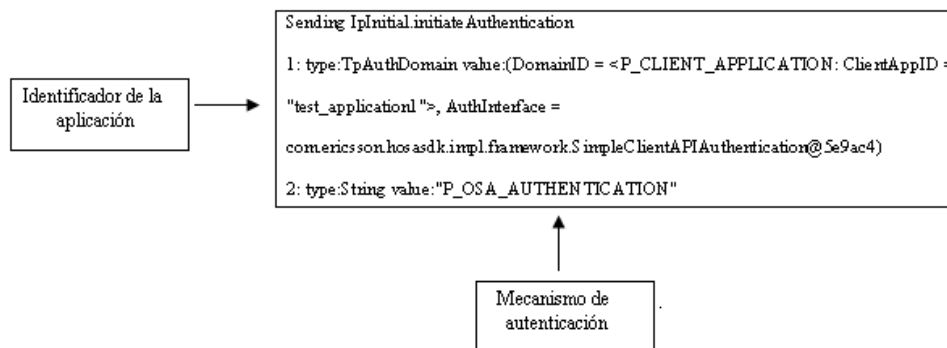 Sending IpInitial.initiateAuthentication
1: type:TpAuthDomain value:(DomainID = <P_CLIENT_APPLICATION: ClientAppID =
"test_application1">, AuthInterface =
com.ericsson.hosasdk.impl.framework.SimpleClientAPIAuthentication@5e9ac4)
2: type:String value:"P_OSA_AUTHENTICATION"
Identificador de la
aplicación
Mecanismo de
autenticación
.